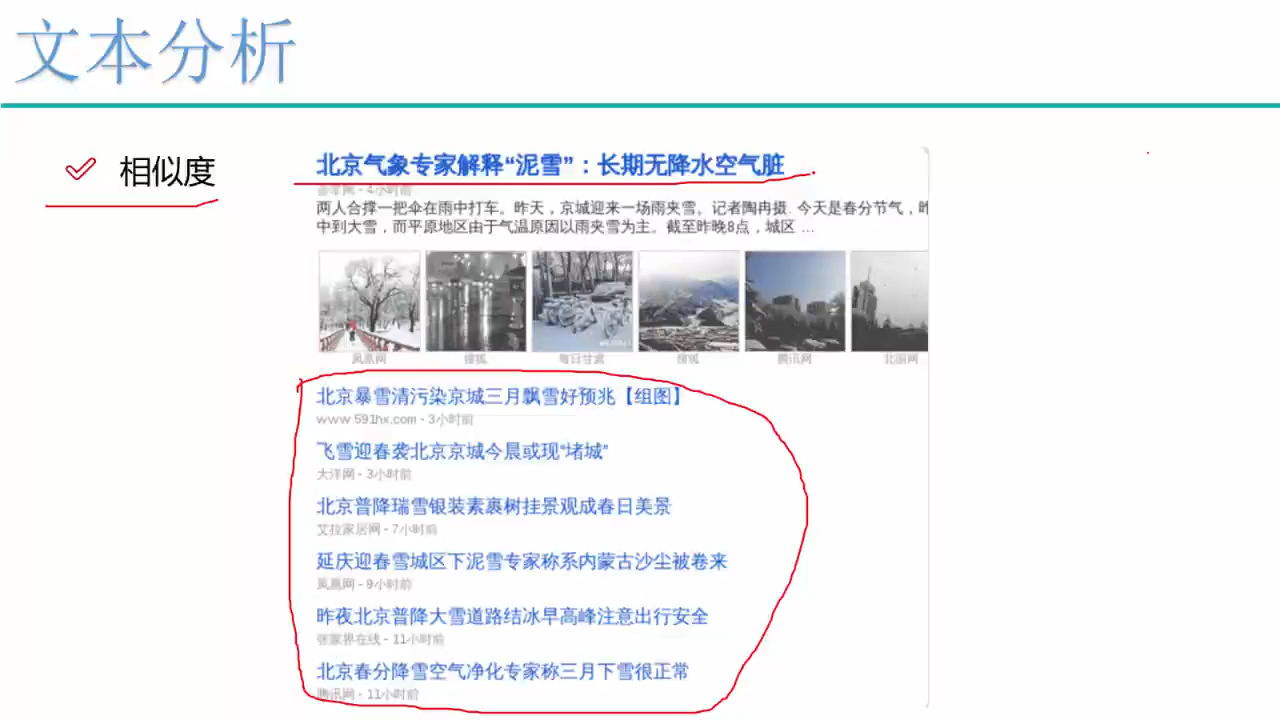 文本分析
相似度
北京气象专家解释“泥雪”：长期无降水空气脏
两人合撑一把伞在雨中打车。昨天，京城迎来一场雨夹雪。记者陶冉摄. 今天是春分节气，昨
中到大雪，而平原地区由于气温原因以雨夹雪为主。截至昨晚8点，城区 ...
凤凰网 搜狐 每日甘肃 搜狐 腾讯网 北国网
北京暴雪清污染京城三月飘雪好预兆【组图】
www.591hx.com - 3小时前
飞雪迎春袭北京京城今晨或现“堵城”
大洋网 - 3小时前
北京普降瑞雪银装素裹树挂景观成春日美景
艾拉家居网 - 7小时前
延庆迎春雪城区下泥雪专家称系内蒙古沙尘被卷来
凤凰网 - 9小时前
昨夜北京普降大雪道路结冰早高峰注意出行安全
张家界在线 - 11小时前
北京春分降雪空气净化专家称三月下雪很正常
腾讯网 - 11小时前